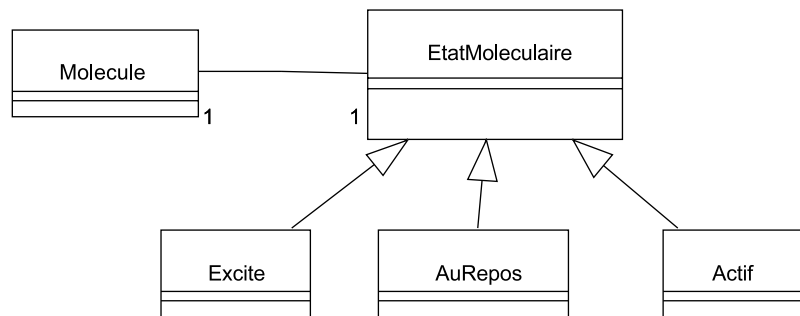 EtatMoleculaire
Molecule
1
1
Excite
AuRepos
Actif